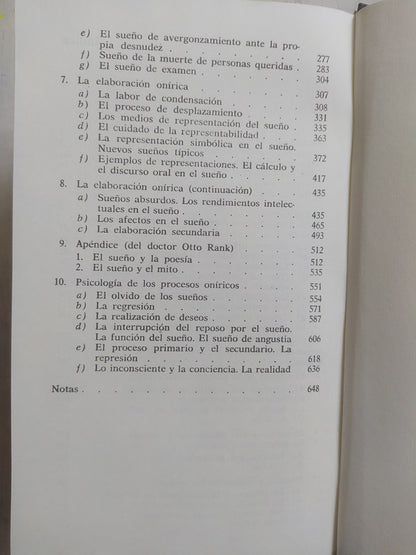 e) El sueño de avergonzamiento ante la pro-
pia desnudez . . . . . . . . . 277
f) Sueño de la muerte de personas queridas . 283
g) El sueño de examen . . . . . . . 304
7. La elaboración onírica . . . . . . . 307
a) La labor de condensación . . . . . 308
b) El proceso de desplazamiento . . . . 331
c) Los medios de representación del sueño . 335
d) El cuidado de la representabilidad . . . 363
e) La representación simbólica en el sueño.
Nuevos sueños típicos . . . . . . 372
f) Ejemplos de representaciones. El cálculo y
el discurso oral en el sueño . . . . . 417
8. La elaboración onírica (continuación) . . . 435
a) Sueños absurdos. Los rendimientos intelec-
tuales en el sueño . . . . . . . 435
b) Los afectos en el sueño . . . . . . 465
c) La elaboración secundaria . . . . . 493
9. Apéndice (del doctor Otto Rank) . . . . 512
1. El sueño y la poesía . . . . . . . 512
2. El sueño y el mito . . . . . . . 535
10. Psicología de los procesos oníricos . . . . 551
a) El olvido de los sueños . . . . . . 554
b) La regresión . . . . . . . . . 571
c) La realización de deseos . . . . . . 587
d) La interrupción del reposo por el sueño.
La función del sueño. El sueño de angustia 606
e) El proceso primario y el secundario. La
represión . . . . . . . . . . 618
f) Lo inconsciente y la conciencia. La realidad 636
Notas . . . . . . . . . . . . . 648